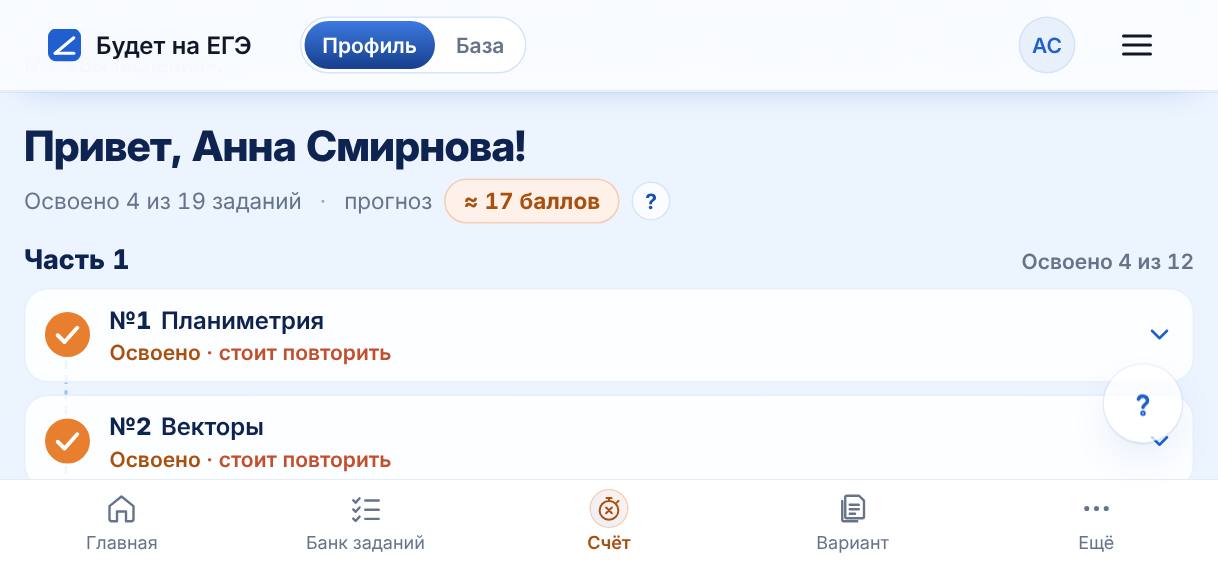 Будет на ЕГЭ
Профиль
База
АС
Привет, Анна Смирнова!
Освоено 4 из 19 заданий · прогноз ≈ 17 баллов ?
Часть 1
Освоено 4 из 12
№1 Планиметрия
Освоено · стоит повторить
?
№2 Векторы
Освоено · стоит повторить
Главная
Банк заданий
Счёт
Вариант
Ещё